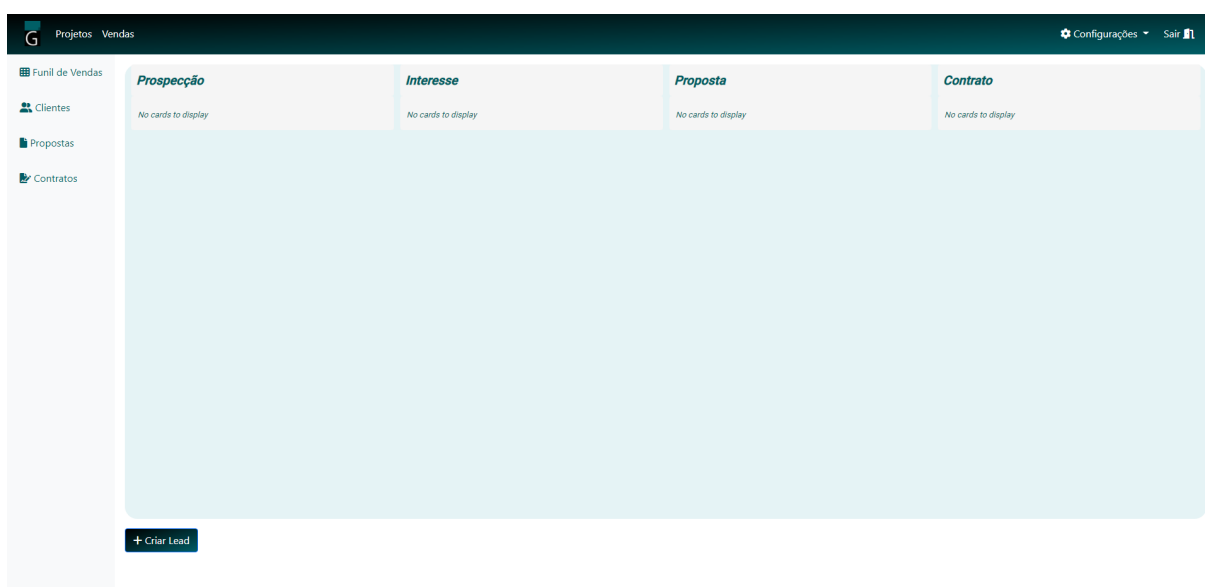 G Projetos Vendas Configurações Sair
Funil de Vendas
Clientes
Propostas
Contratos
Prospecção Interesse Proposta Contrato
No cards to display No cards to display No cards to display No cards to display
+ Criar Lead